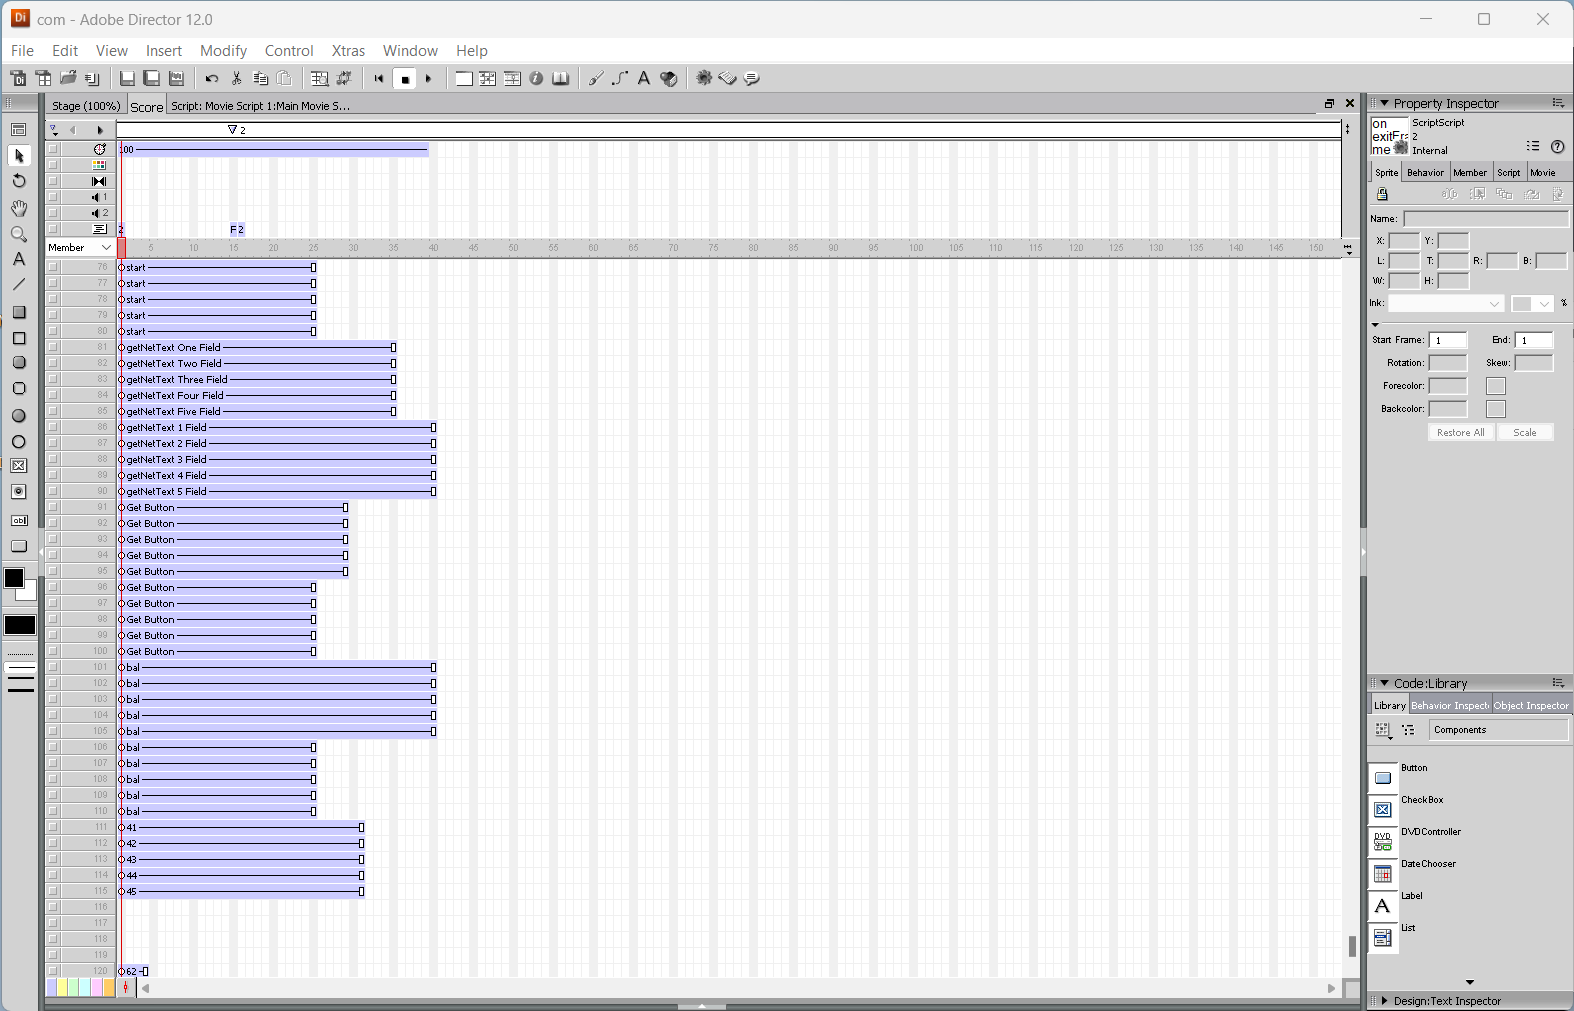 Di com - Adobe Director 12.0
File Edit View Insert Modify Control Xtras Window Help
Stage (100%) Score Script: Movie Script 1:Main Movie S...
2
100
1
2
2 F 2
Member 5 10 15 20 25 30 35 40 45 50 55 60 65 70 75 80 85 90 95 100 105 110 115 120 125 130 135 140 145 150
76 start
77 start
78 start
79 start
80 start
81 getNetText One Field
82 getNetText Two Field
83 getNetText Three Field
84 getNetText Four Field
85 getNetText Five Field
86 getNetText 1 Field
87 getNetText 2 Field
88 getNetText 3 Field
89 getNetText 4 Field
90 getNetText 5 Field
91 Get Button
92 Get Button
93 Get Button
94 Get Button
95 Get Button
96 Get Button
97 Get Button
98 Get Button
99 Get Button
100 Get Button
101 bal
102 bal
103 bal
104 bal
105 bal
106 bal
107 bal
108 bal
109 bal
110 bal
111 41
112 42
113 43
114 44
115 45
116
117
118
119
120 62
Property Inspector
on
exitFra
me
ScriptScript
2
Internal
Sprite Behavior Member Script Movie
Name:
X: Y:
L: T: R: B:
W: H:
Ink: %
Start Frame: 1 End: 1
Rotation: Skew:
Forecolor:
Backcolor:
Restore All Scale
Code:Library
Library Behavior Inspect Object Inspector
Components
Button
CheckBox
DVDController
DateChooser
Label
List
Design:Text Inspector